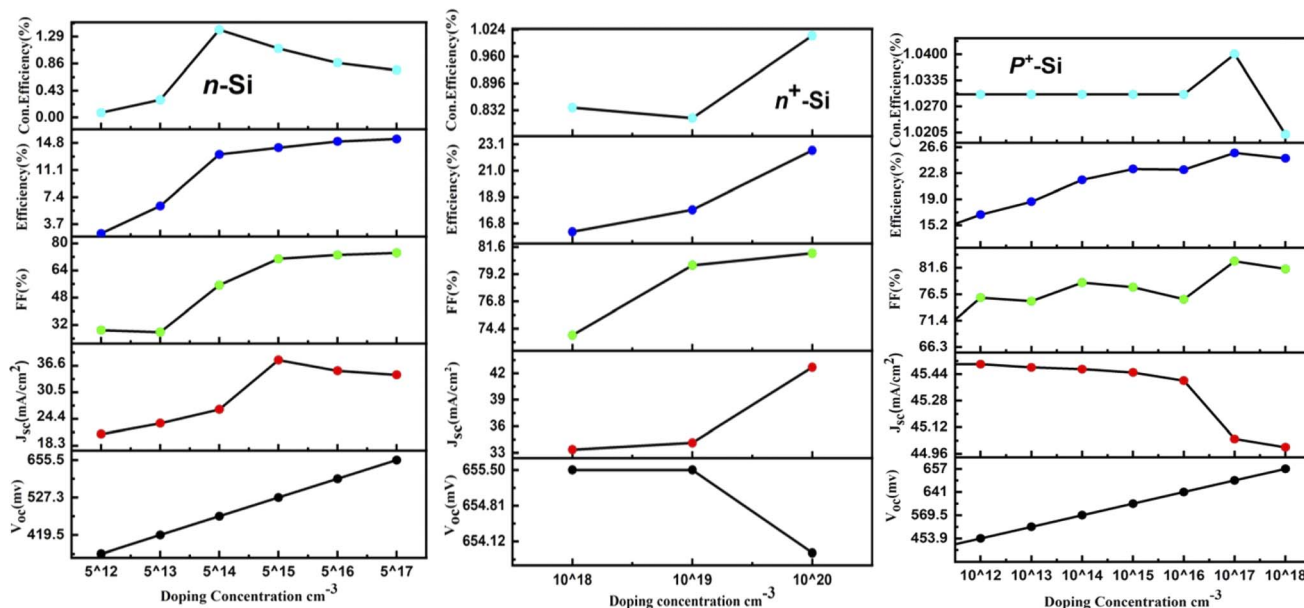 n-Si
Con.Efficiency(%)
1.29
0.86
0.43
0.00
Efficiency(%)
14.8
11.1
7.4
3.7
FF(%)
80
64
48
32
Jsc(mA/cm²)
36.6
30.5
24.4
18.3
Voc(mv)
655.5
527.3
419.5
5^12 5^13 5^14 5^15 5^16 5^17
Doping Concentration cm⁻³
n⁺-Si
Con.Efficiency(%)
1.024
0.960
0.896
0.832
Efficiency(%)
23.1
21.0
18.9
16.8
FF(%)
81.6
79.2
76.8
74.4
Jsc(mA/cm²)
42
39
36
33
Voc(mv)
655.50
654.81
654.12
10^18 10^19 10^20
Doping concentration cm⁻³
P⁺-Si
Con.Efficiency(%)
1.0400
1.0335
1.0270
1.0205
Efficiency(%)
26.6
22.8
19.0
15.2
FF(%)
81.6
76.5
71.4
66.3
Jsc(mA/cm²)
45.44
45.28
45.12
44.96
Voc(mv)
657
641
569.5
453.9
10^12 10^13 10^14 10^15 10^16 10^17 10^18
Doping Concentration cm⁻³